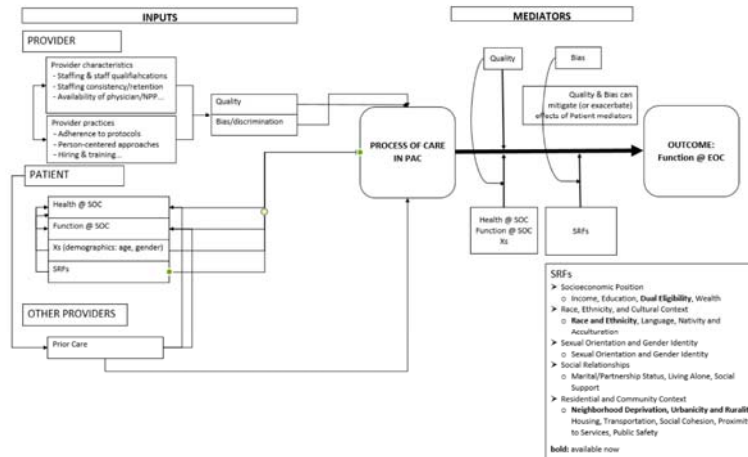 INPUTS
MEDIATORS
PROVIDER
Provider characteristics
- Staffing & staff qualifiahcations
- Staffing consistency/retention
- Availability of physician/NPP...
Provider practices
- Adherence to protocols
- Person-centered approaches
- Hiring & training...
Quality
Bias/discrimination
PROCESS OF CARE
IN PAC
Quality
Bias
Quality & Bias can
mitigate (or exacerbate)
effects of Patient mediators
OUTCOME:
Function @ EOC
PATIENT
Health @ SOC
Function @ SOC
Xs (demographics: age, gender)
SRFs
Health @ SOC
Function @ SOC
Xs
SRFs
OTHER PROVIDERS
Prior Care
SRFs
➤ Socioeconomic Position
o Income, Education, Dual Eligibility, Wealth
➤ Race, Ethnicity, and Cultural Context
o Race and Ethnicity, Language, Nativity and
Acculturation
➤ Sexual Orientation and Gender Identity
o Sexual Orientation and Gender Identity
➤ Social Relationships
o Marital/Partnership Status, Living Alone, Social
Support
➤ Residential and Community Context
o Neighborhood Deprivation, Urbanicity and Ruralit
Housing, Transportation, Social Cohesion, Proximit
to Services, Public Safety
bold: available now